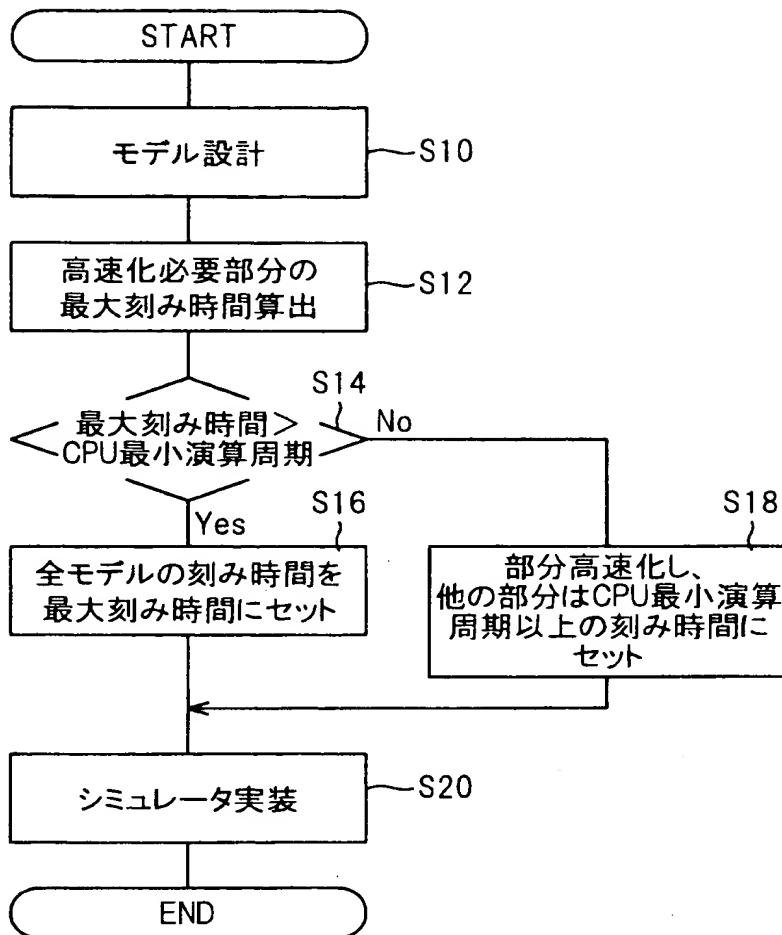 START
モデル設計
S10
高速化必要部分の
最大刻み時間算出
S12
S14
最大刻み時間>
CPU最小演算周期
No
Yes
S16
全モデルの刻み時間を
最大刻み時間にセット
S18
部分高速化し、
他の部分はCPU最小演算
周期以上の刻み時間に
セット
シミュレータ実装
S20
END